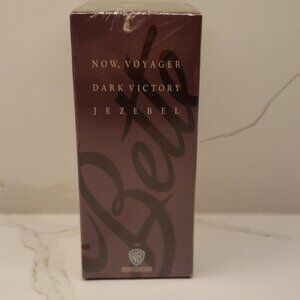 NOW, VOYAGER
DARK VICTORY
JEZEBEL
Bette